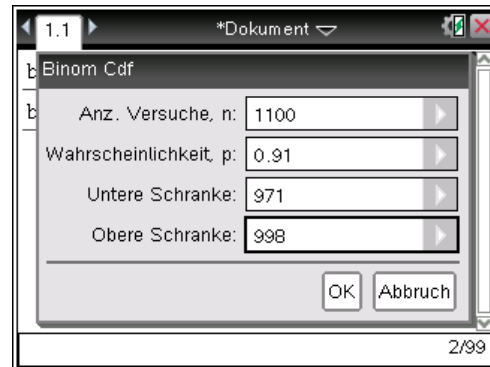 1.1 *Dokument
b
Binom Cdf
b
Anz. Versuche, n: 1100
Wahrscheinlichkeit, p: 0.91
Untere Schranke: 971
Obere Schranke: 998
OK Abbruch
2/99